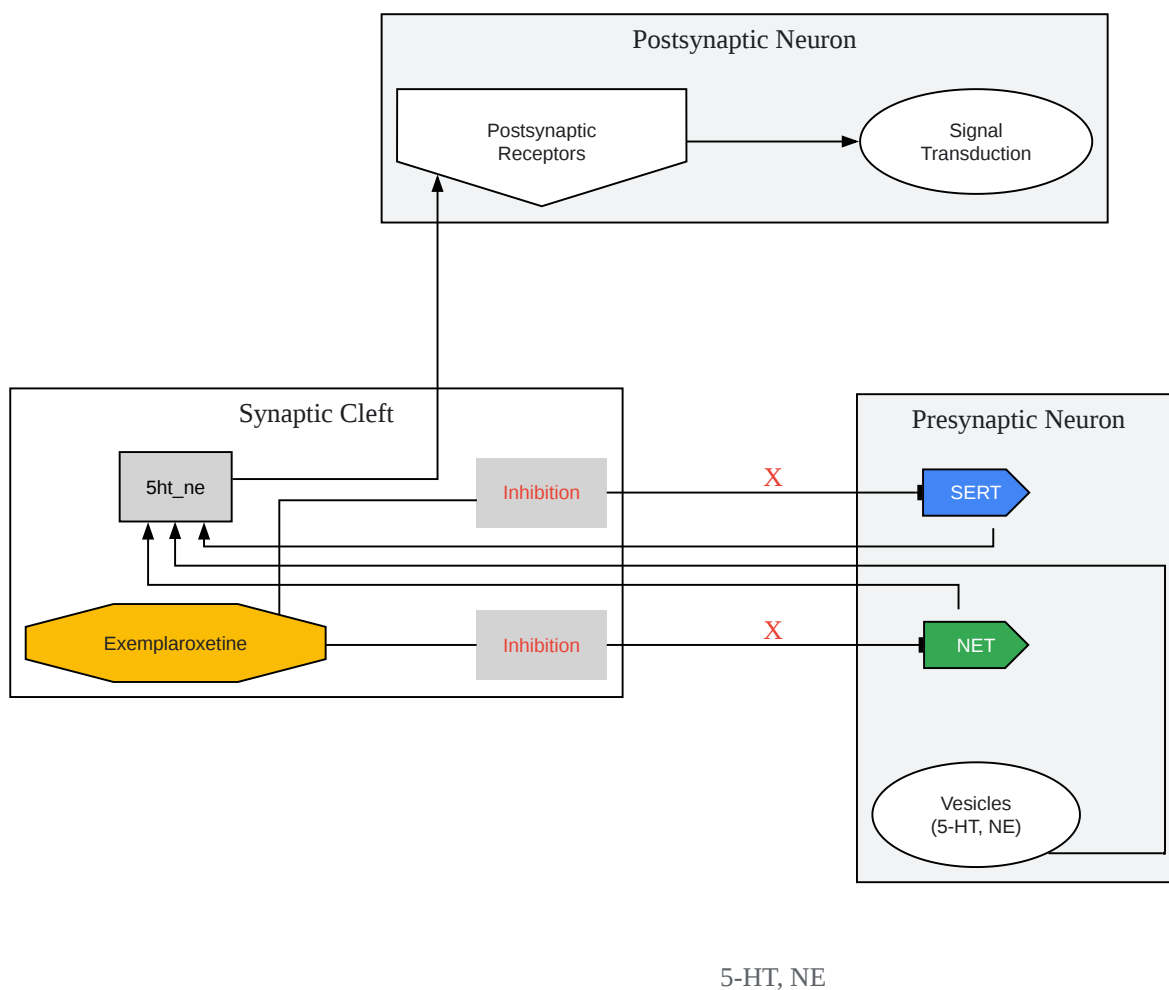 Postsynaptic Neuron
Postsynaptic
Receptors
Signal
Transduction
Synaptic Cleft
Presynaptic Neuron
5ht_ne
Inhibition
X
SERT
Exemplaroxetine
Inhibition
X
NET
Vesicles
(5-HT, NE)
5-HT, NE